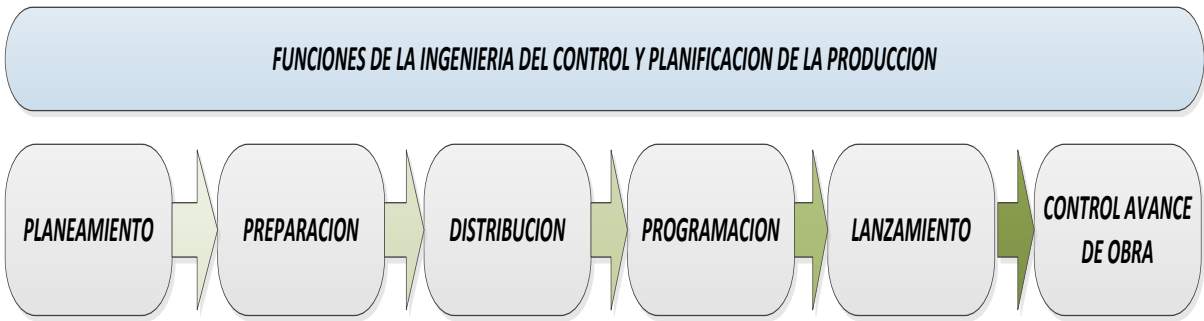 FUNCIONES DE LA INGENIERIA DEL CONTROL Y PLANIFICACION DE LA PRODUCCION
PLANEAMIENTO
PREPARACION
DISTRIBUCION
PROGRAMACION
LANZAMIENTO
CONTROL AVANCE
DE OBRA